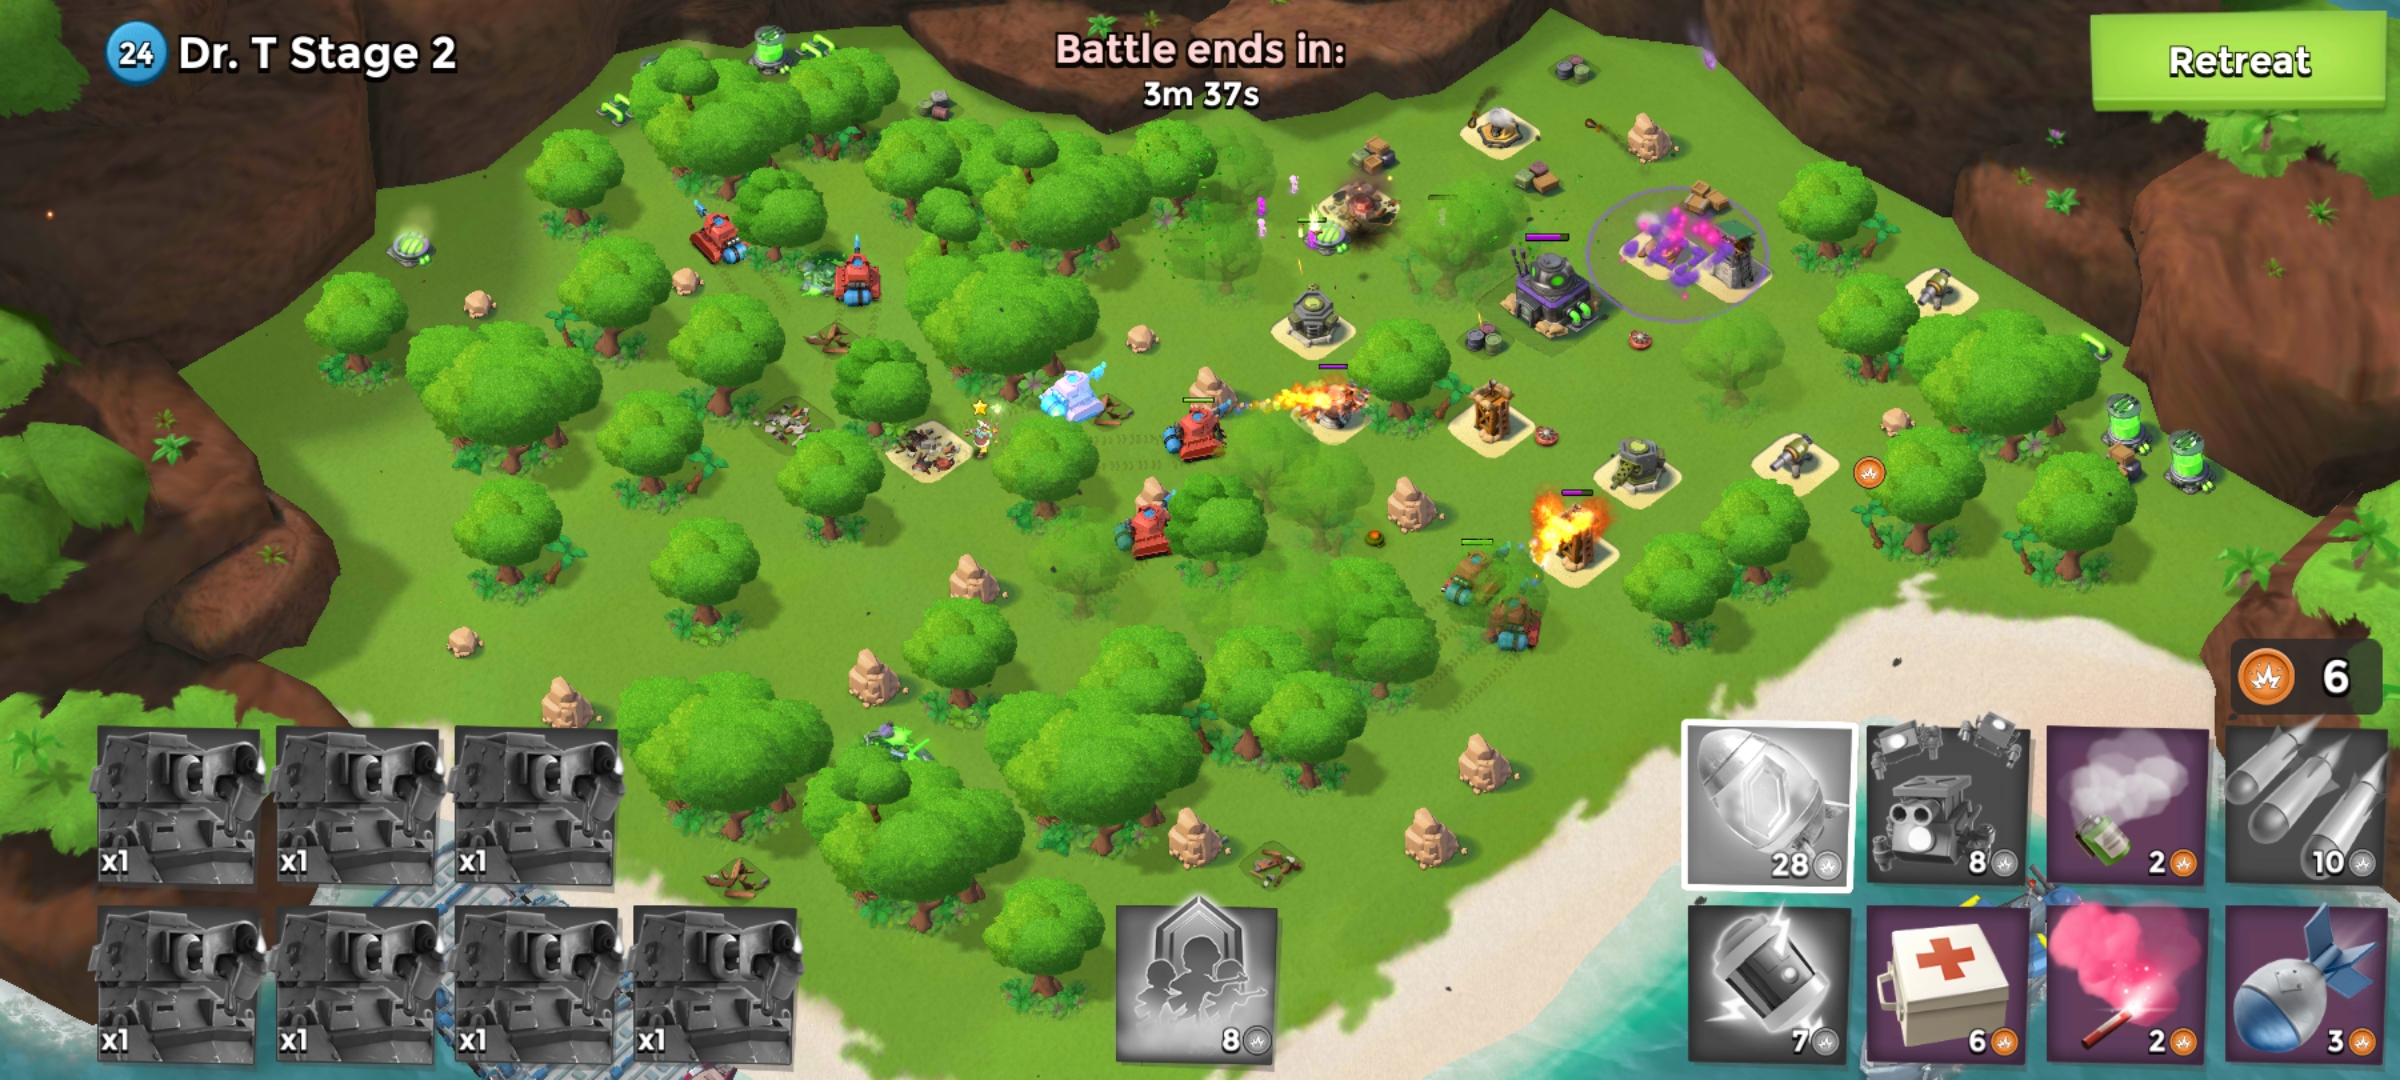 24 Dr. T Stage 2
Battle ends in:
3m 37s
Retreat
6
x1 x1 x1
28 8 2 10
x1 x1 x1 x1
8
7 6 2 3